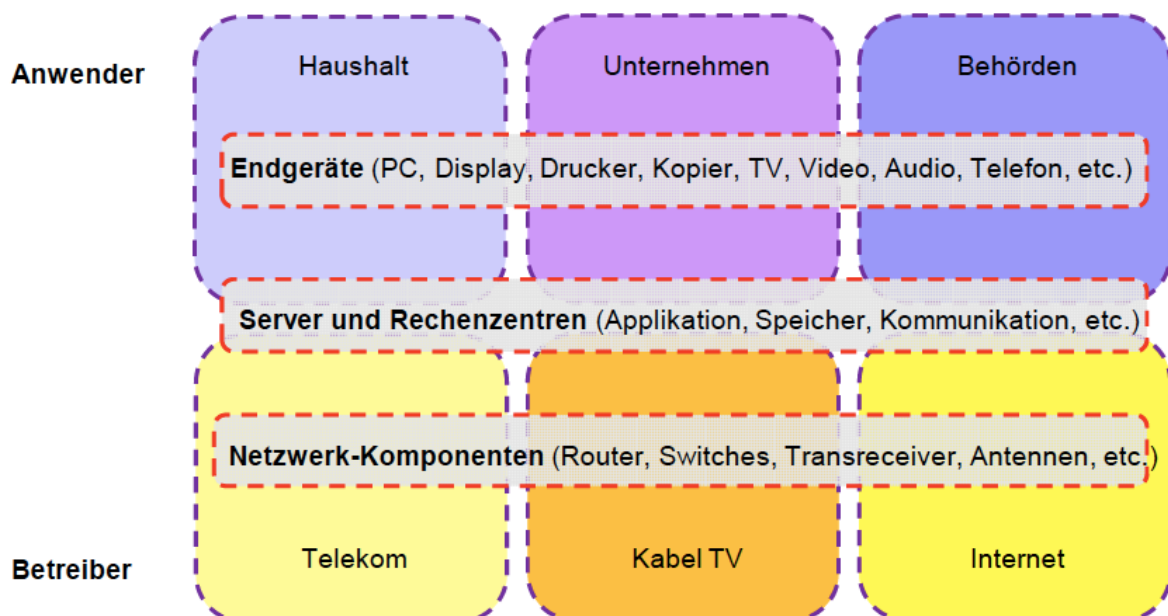 Anwender
Haushalt
Unternehmen
Behörden
Endgeräte (PC, Display, Drucker, Kopier, TV, Video, Audio, Telefon, etc.)
Server und Rechenzentren (Applikation, Speicher, Kommunikation, etc.)
Netzwerk-Komponenten (Router, Switches, Transreceiver, Antennen, etc.)
Betreiber
Telekom
Kabel TV
Internet